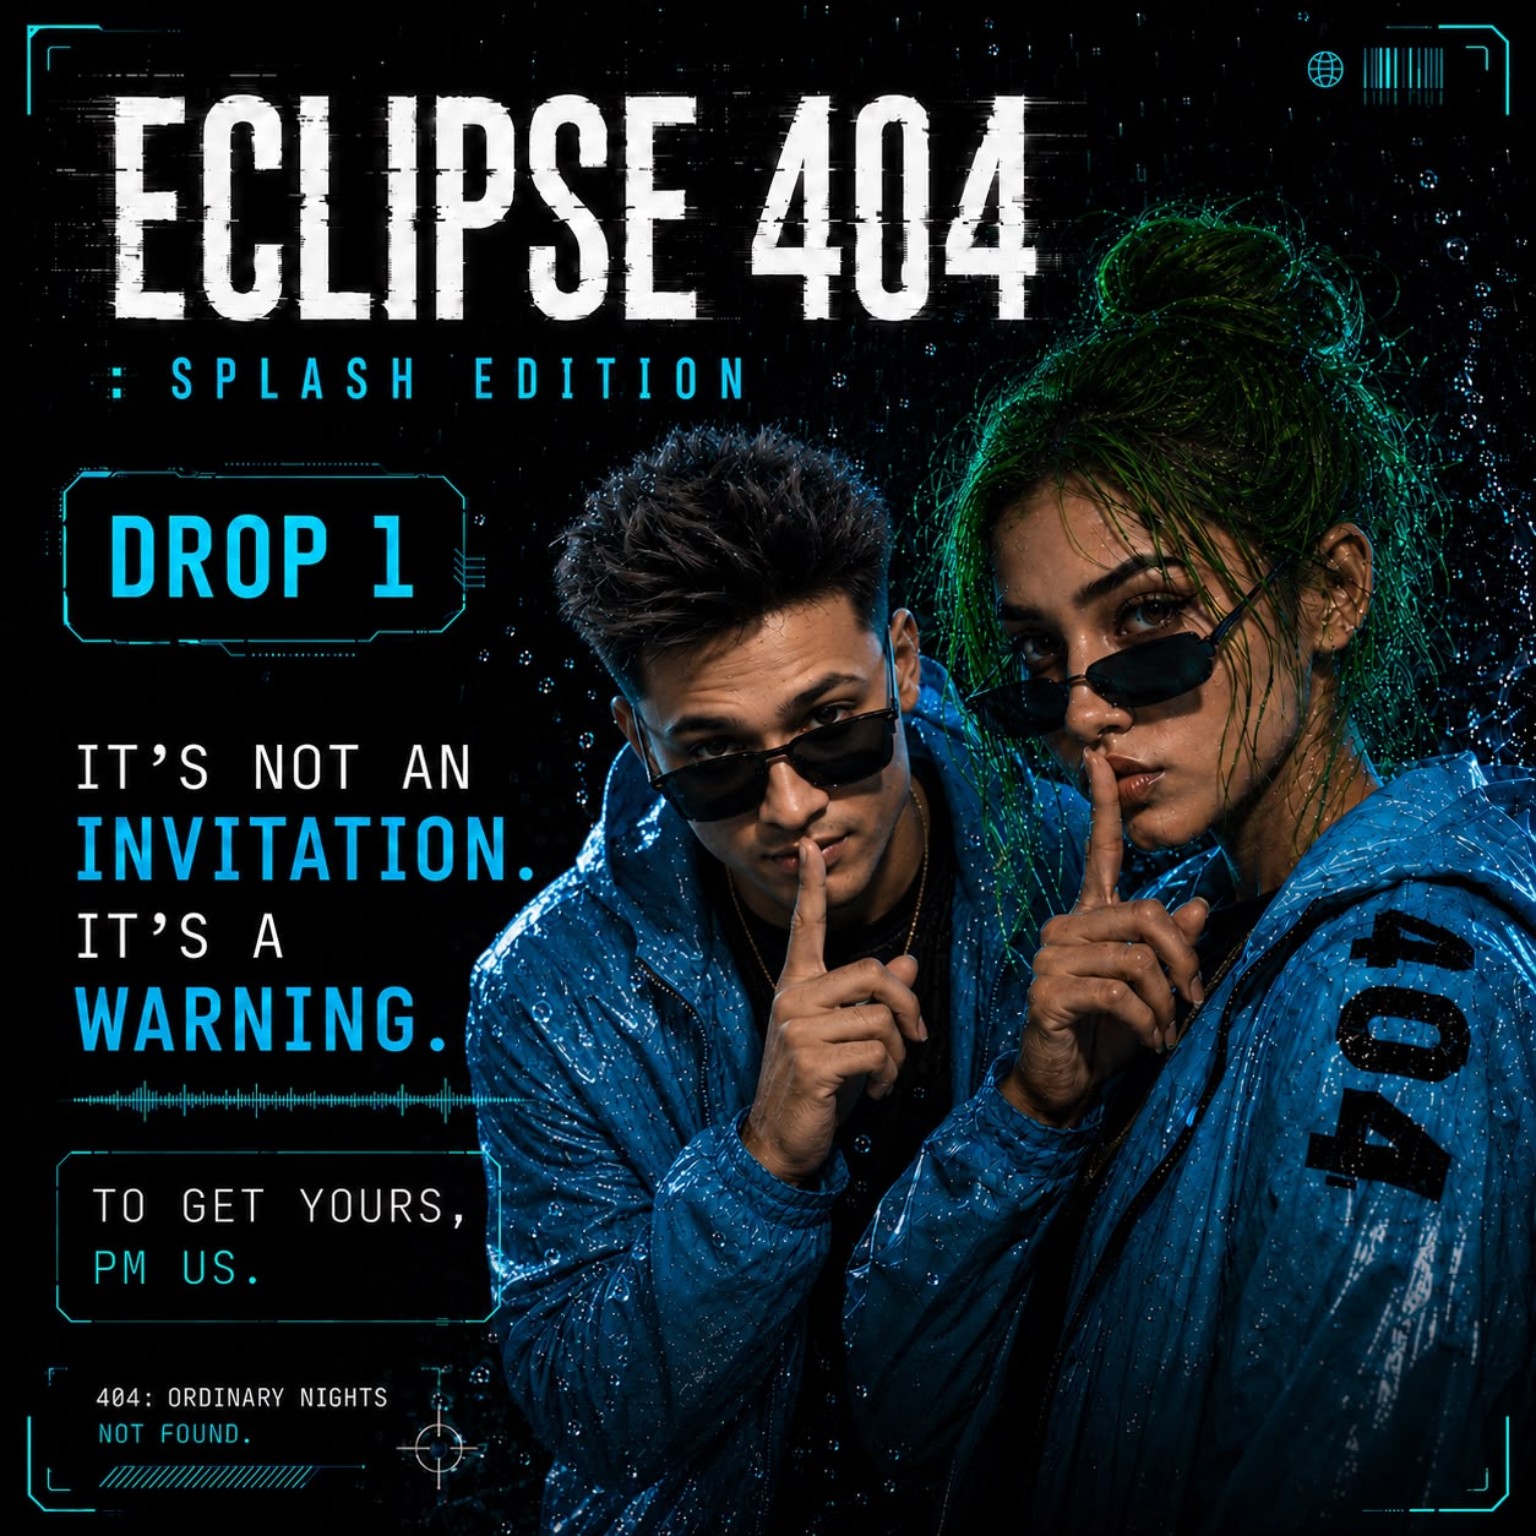 ECLIPSE 404
: SPLASH EDITION
DROP 1
IT'S NOT AN
INVITATION.
IT'S A
WARNING.
TO GET YOURS,
PM US.
404: ORDINARY NIGHTS
NOT FOUND.
404